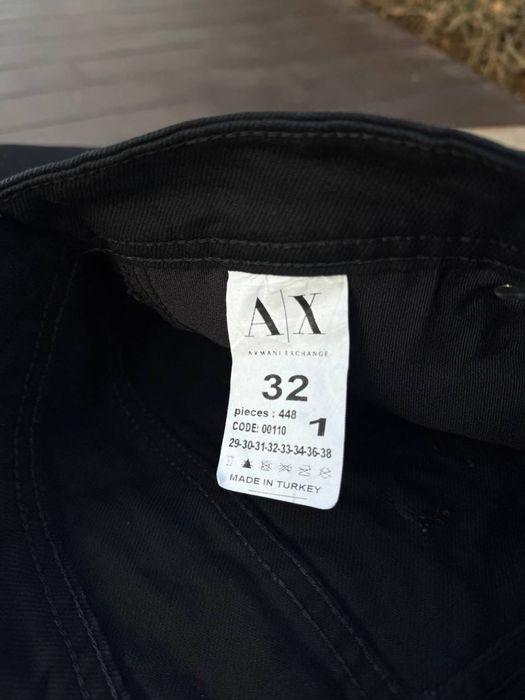 A|X
ARMANI EXCHANGE
32
pieces : 448
CODE: 00110 1
29-30-31-32-33-34-36-38
MADE IN TURKEY